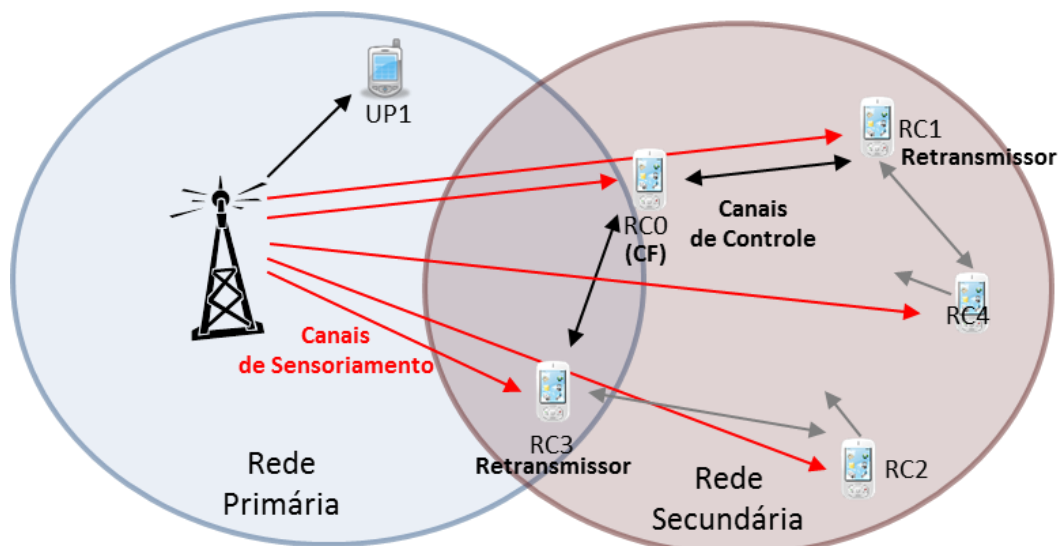 UP1
RC1
Retransmissor
RC0
(CF)
Canais
de Controle
RC4
Canais
de Sensoriamento
RC3
Retransmissor
RC2
Rede
Primária
Rede
Secundária